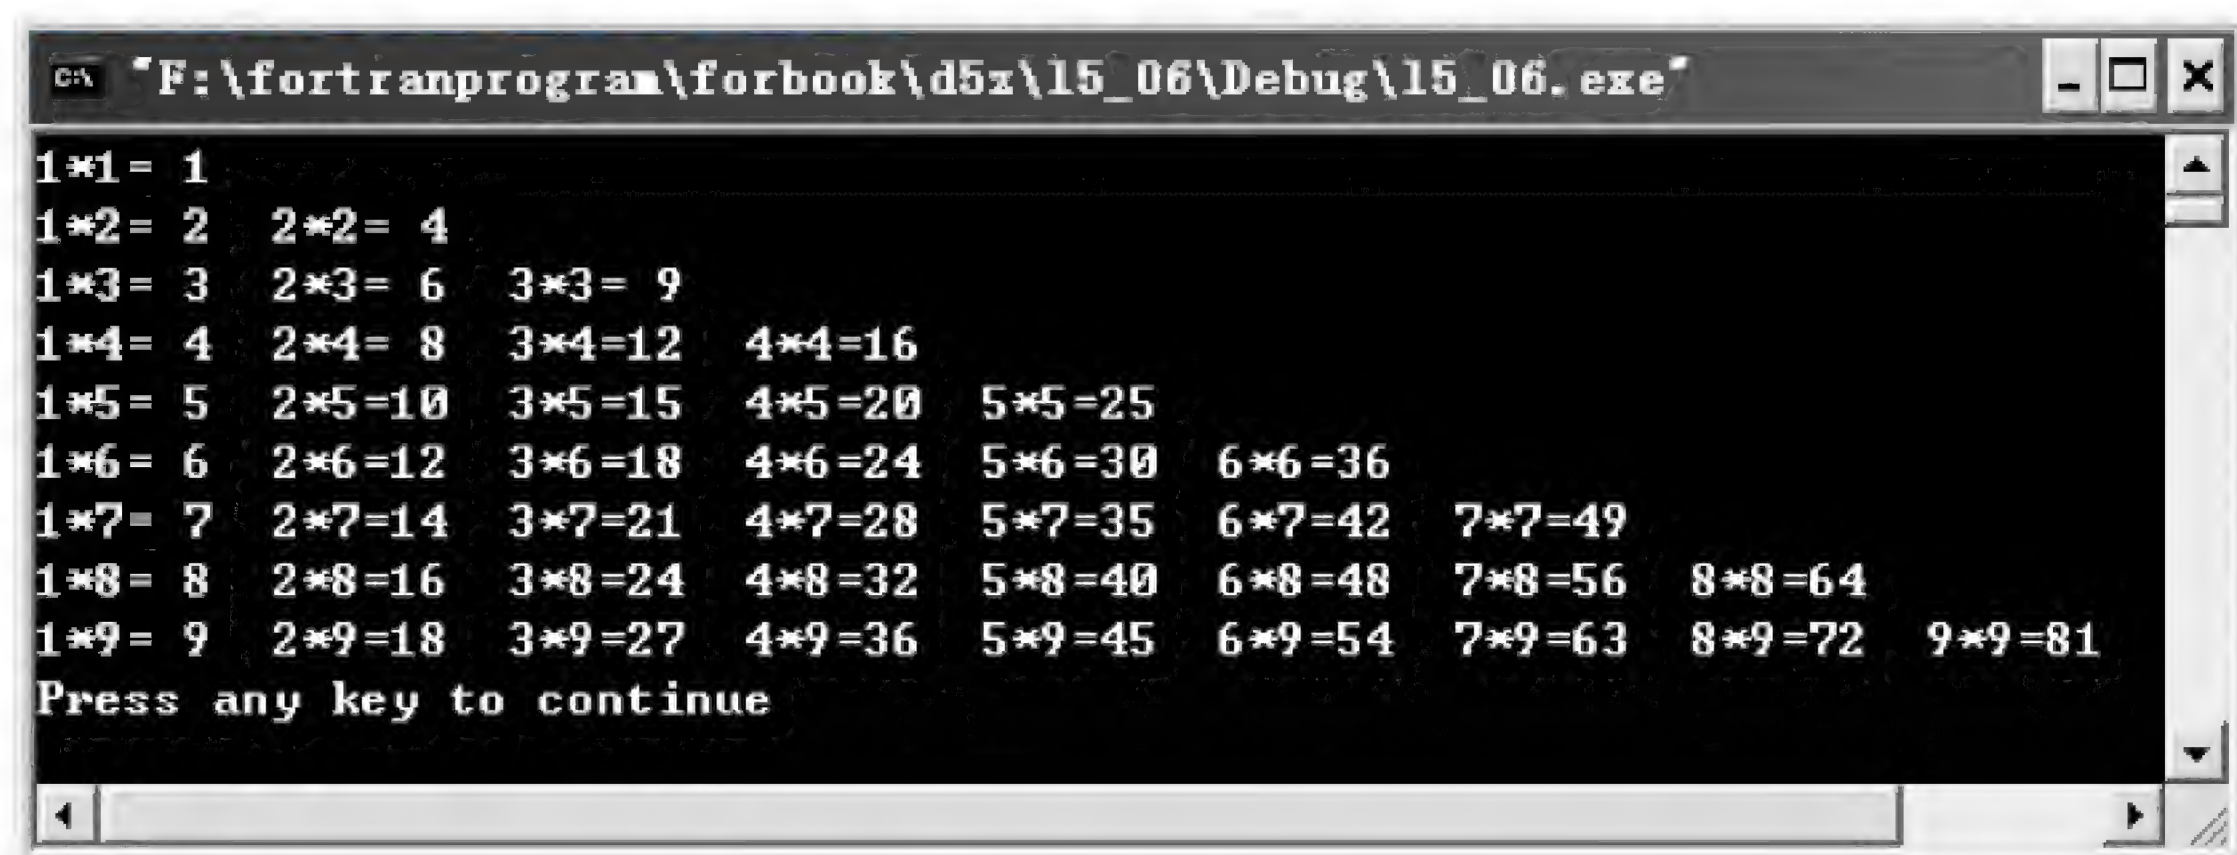 C:\ "F:\fortranprogram\forbook\d5z\l5_06\Debug\l5_06.exe"
1*1= 1
1*2= 2  2*2= 4
1*3= 3  2*3= 6  3*3= 9
1*4= 4  2*4= 8  3*4=12  4*4=16
1*5= 5  2*5=10  3*5=15  4*5=20  5*5=25
1*6= 6  2*6=12  3*6=18  4*6=24  5*6=30  6*6=36
1*7= 7  2*7=14  3*7=21  4*7=28  5*7=35  6*7=42  7*7=49
1*8= 8  2*8=16  3*8=24  4*8=32  5*8=40  6*8=48  7*8=56  8*8=64
1*9= 9  2*9=18  3*9=27  4*9=36  5*9=45  6*9=54  7*9=63  8*9=72  9*9=81
Press any key to continue